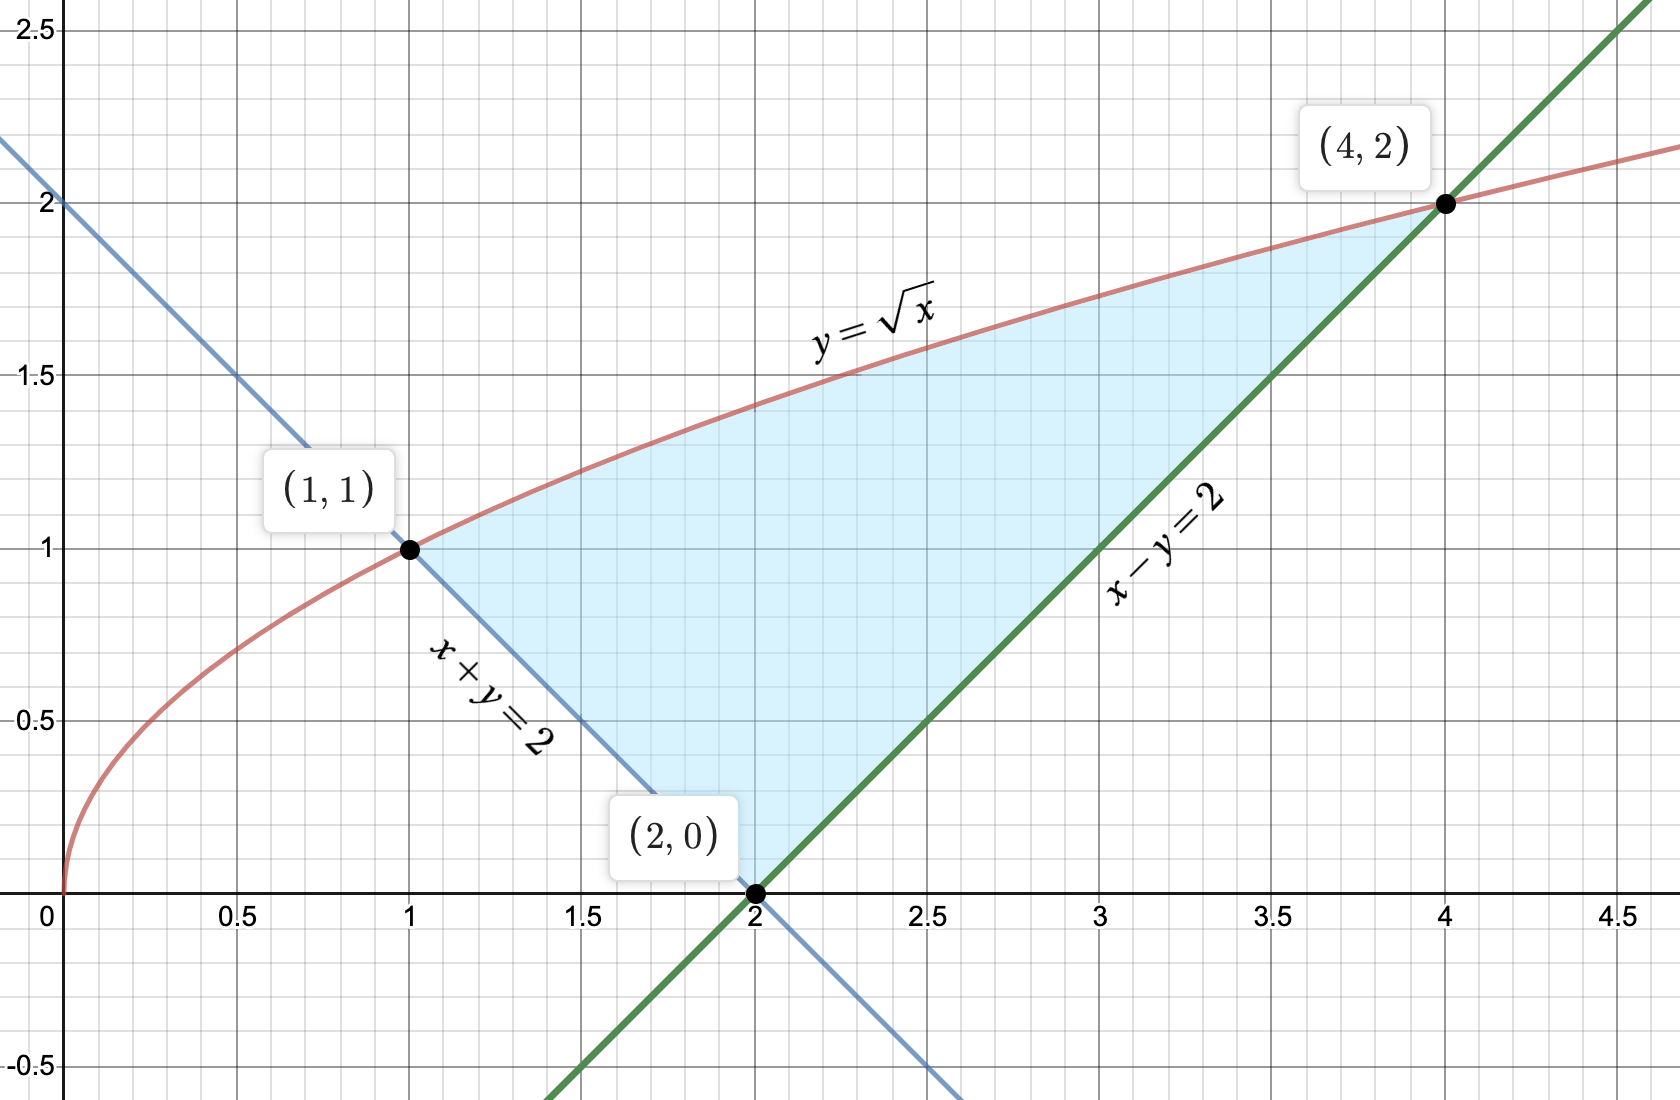 2.5
(4, 2)
2
y = √x
1.5
(1, 1)
x − y = 2
1
x + y = 2
0.5
(2, 0)
0 0.5 1 1.5 2 2.5 3 3.5 4 4.5
-0.5